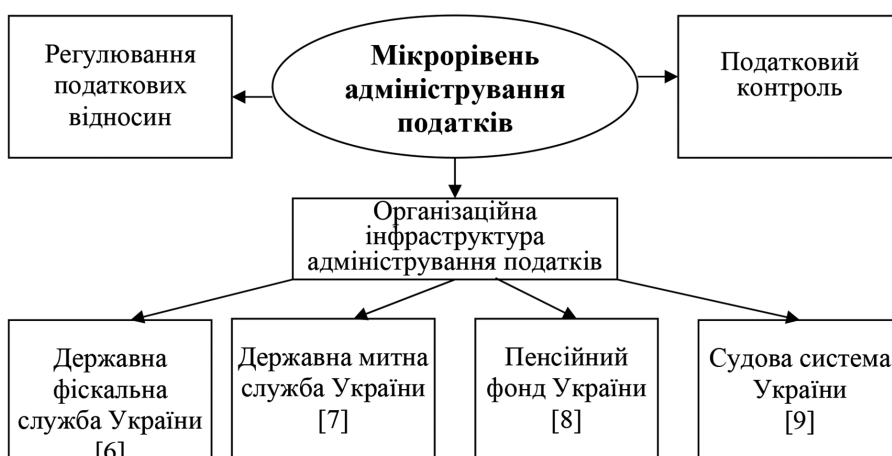 Регулювання
податкових
відносин
Мікрорівень
адміністрування
податків
Податковий
контроль
Організаційна
інфраструктура
адміністрування податків
Державна
фіскальна
служба України
[6]
Державна митна
служба України
[7]
Пенсійний
фонд України
[8]
Судова система
України
[9]